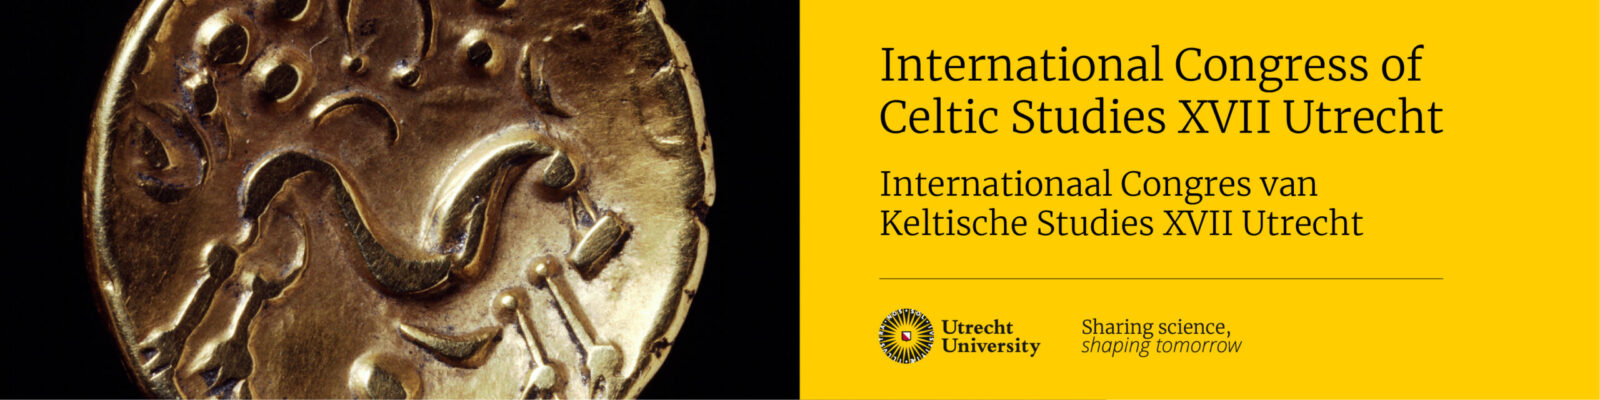 International Congress of
Celtic Studies XVII Utrecht
Internationaal Congres van
Keltische Studies XVII Utrecht
Utrecht
University
Sharing science,
shaping tomorrow